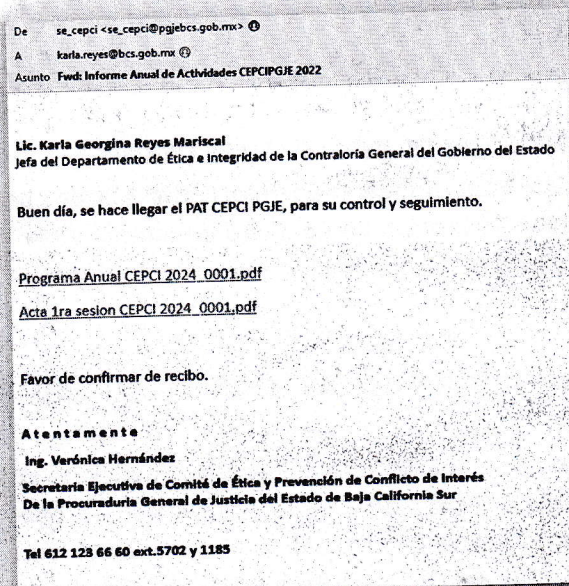 De se_cepci <se_cepci@pgjebcs.gob.mx>
A karla.reyes@bcs.gob.mx
Asunto Fwd: Informe Anual de Actividades CEPCIPGJE 2022
Lic. Karla Georgina Reyes Mariscal
Jefa del Departamento de Ética e Integridad de la Contraloría General del Gobierno del Estado
Buen día, se hace llegar el PAT CEPCI PGJE, para su control y seguimiento.
Programa Anual CEPCI 2024_0001.pdf
Acta 1ra sesion CEPCI 2024_0001.pdf
Favor de confirmar de recibo.
Atentamente
Ing. Verónica Hernández
Secretaria Ejecutiva de Comité de Ética y Prevención de Conflicto de Interés
De la Procuraduria General de Justicia del Estado de Baja California Sur
Tel 612 123 66 60 ext.5702 y 1185